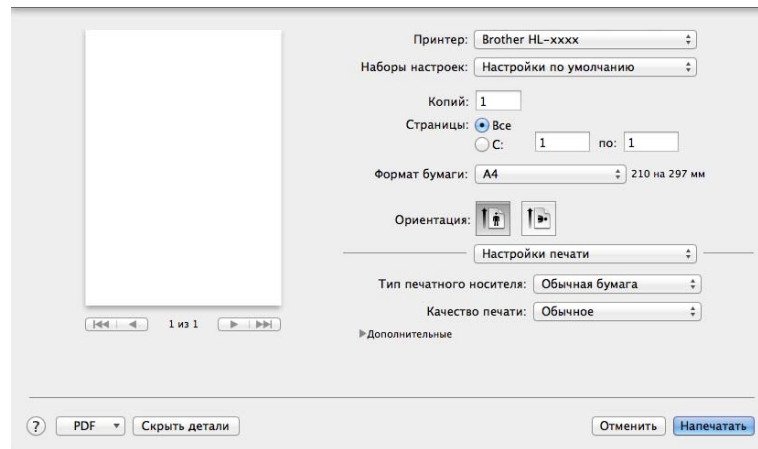 Принтер: Brother HL-xxxx
Наборы настроек: Настройки по умолчанию
Копий: 1
Страницы: Все
С: 1 по: 1
Формат бумаги: A4 210 на 297 мм
Ориентация:
Настройки печати
Тип печатного носителя: Обычная бумага
Качество печати: Обычное
Дополнительные
1 из 1
? PDF Скрыть детали Отменить Напечатать